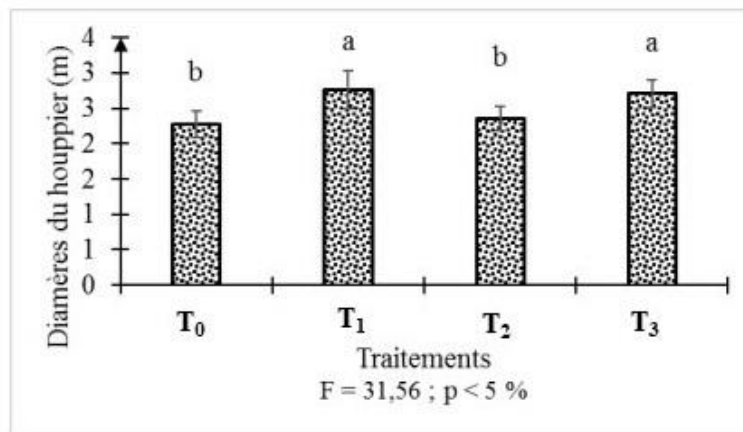 Diamères du houppier (m)
4
3
3
2
2
1
1
0
b
a
b
a
T₀
T₁
T₂
T₃
Traitements
F = 31,56 ; p < 5 %